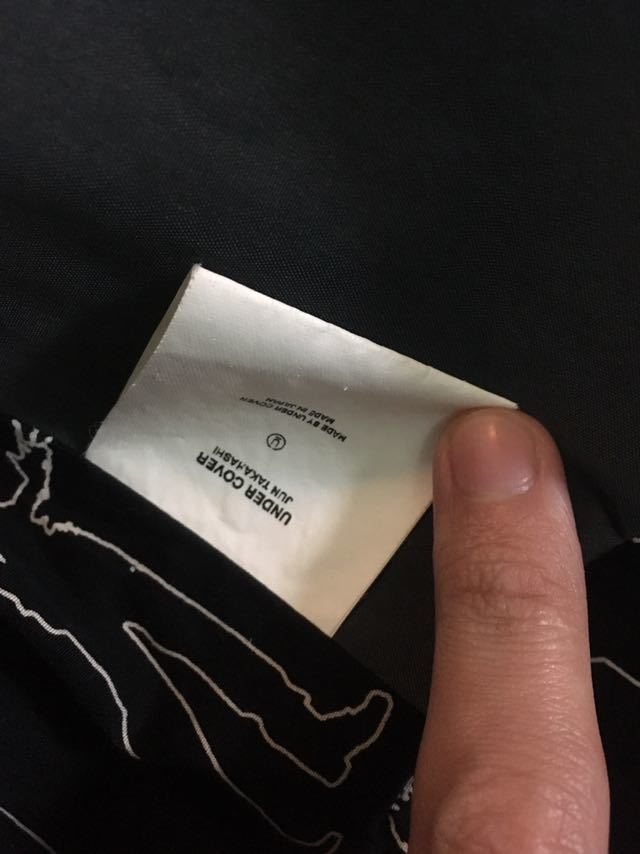 UNDER COVER
JUN TAKAHASHI
U
MADE BY UNDER COVER
MADE IN JAPAN